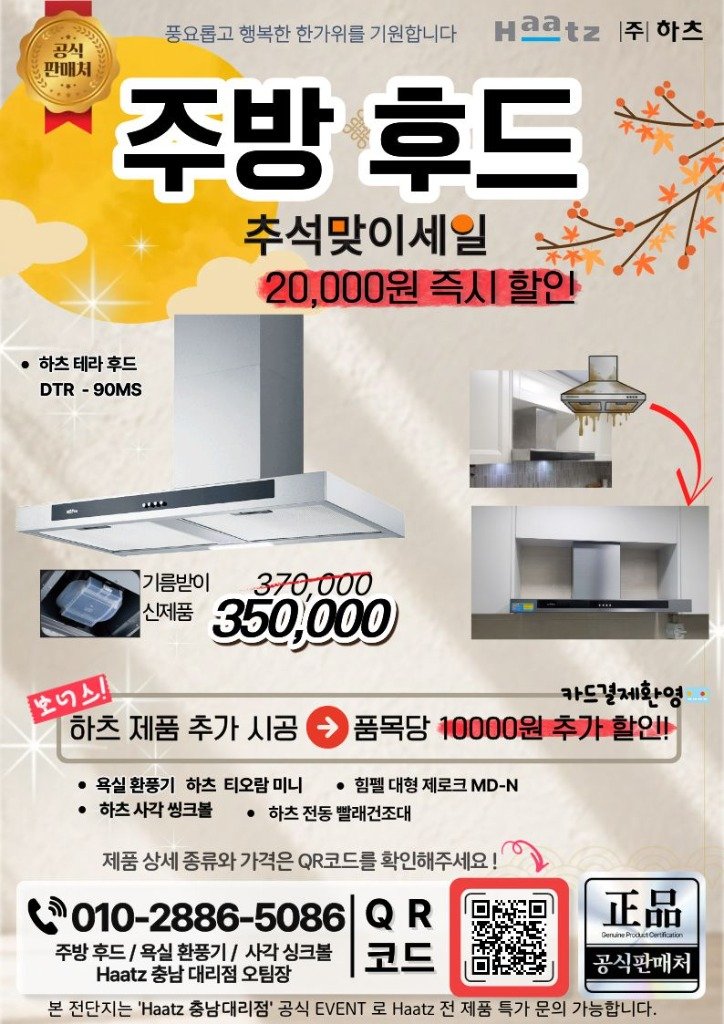 공식
판매처
풍요롭고 행복한 한가위를 기원합니다
Haatz
(주) 하츠
주방 후드
추석맞이세일
20,000원 즉시 할인
• 하츠 테라 후드
DTR - 90MS
기름받이
신제품
370,000
350,000
보너스!
카드결제환영
하츠 제품 추가 시공 → 품목당 10000원 추가 할인!
• 욕실 환풍기 하츠 티오람 미니
• 힘펠 대형 제로크 MD-N
• 하츠 사각 씽크볼
• 하츠 전동 빨래건조대
제품 상세 종류와 가격은 QR코드를 확인해주세요!
010-2886-5086
주방 후드 / 욕실 환풍기 / 사각 싱크볼
Haatz 충남 대리점 오팀장
QR
코드
正品
Genuine Product Certification
공식판매처
본 전단지는 'Haatz 충남대리점' 공식 EVENT 로 Haatz 전 제품 특가 문의 가능합니다.